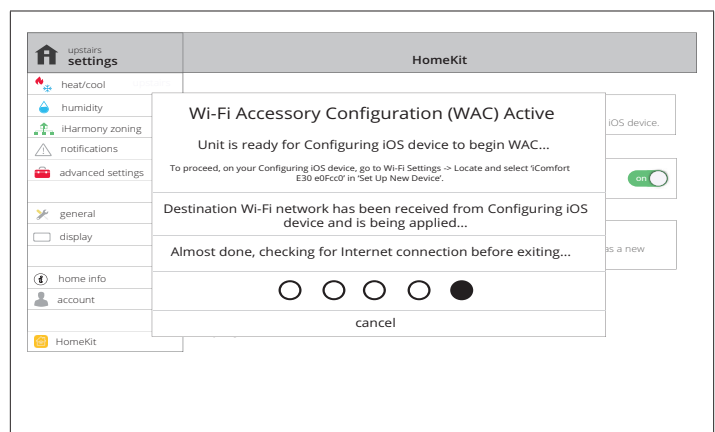 upstairs
settings
HomeKit
heat/cool
humidity
iHarmony zoning
notifications
advanced settings
general
display
home info
account
HomeKit
iOS device.
on
as a new
Wi-Fi Accessory Configuration (WAC) Active
Unit is ready for Configuring iOS device to begin WAC...
To proceed, on your Configuring iOS device, go to Wi-Fi Settings -> Locate and select 'iComfort
E30 e0Fcc0' in 'Set Up New Device'.
Destination Wi-Fi network has been received from Configuring iOS
device and is being applied...
Almost done, checking for Internet connection before exiting...
cancel